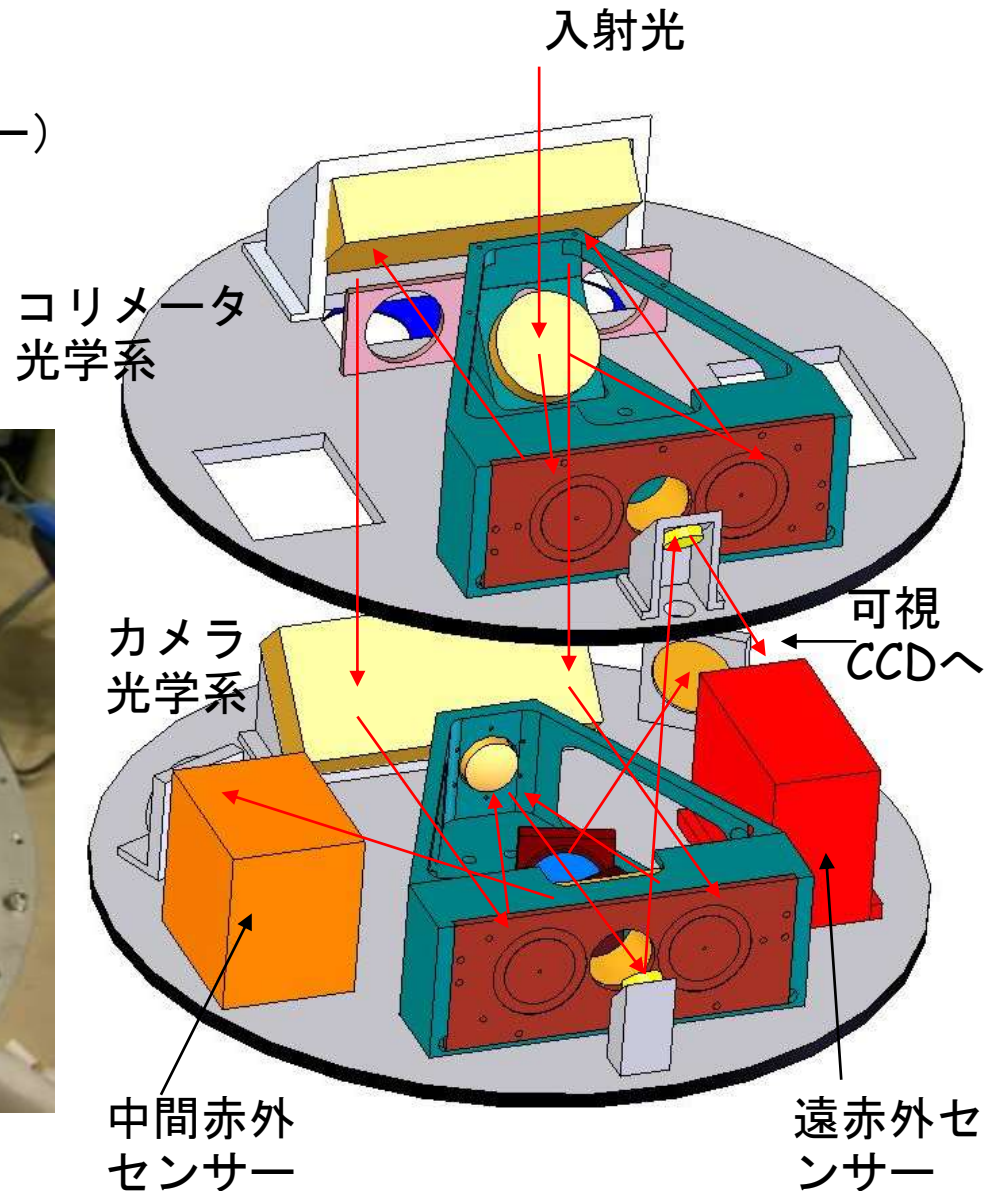 入射光
ー）
コリメータ
光学系
カメラ
光学系
可視
CCDへ
中間赤外
センサー
遠赤外セ
ンサー